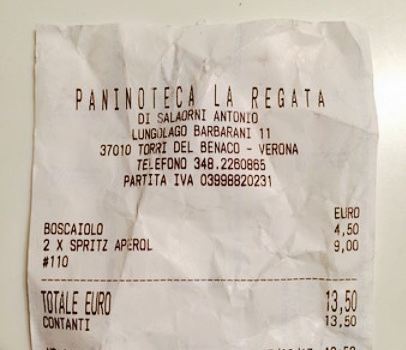 PANINOTECA LA REGATA
DI SALAORNI ANTONIO
LUNGOLAGO BARBARANI 11
37010 TORRI DEL BENACO - VERONA
TELEFONO 348.2260865
PARTITA IVA 03998820231
EURO
BOSCAIOLO 4,50
2 X SPRITZ APEROL 9,00
#110
TOTALE EURO 13,50
CONTANTI 13,50